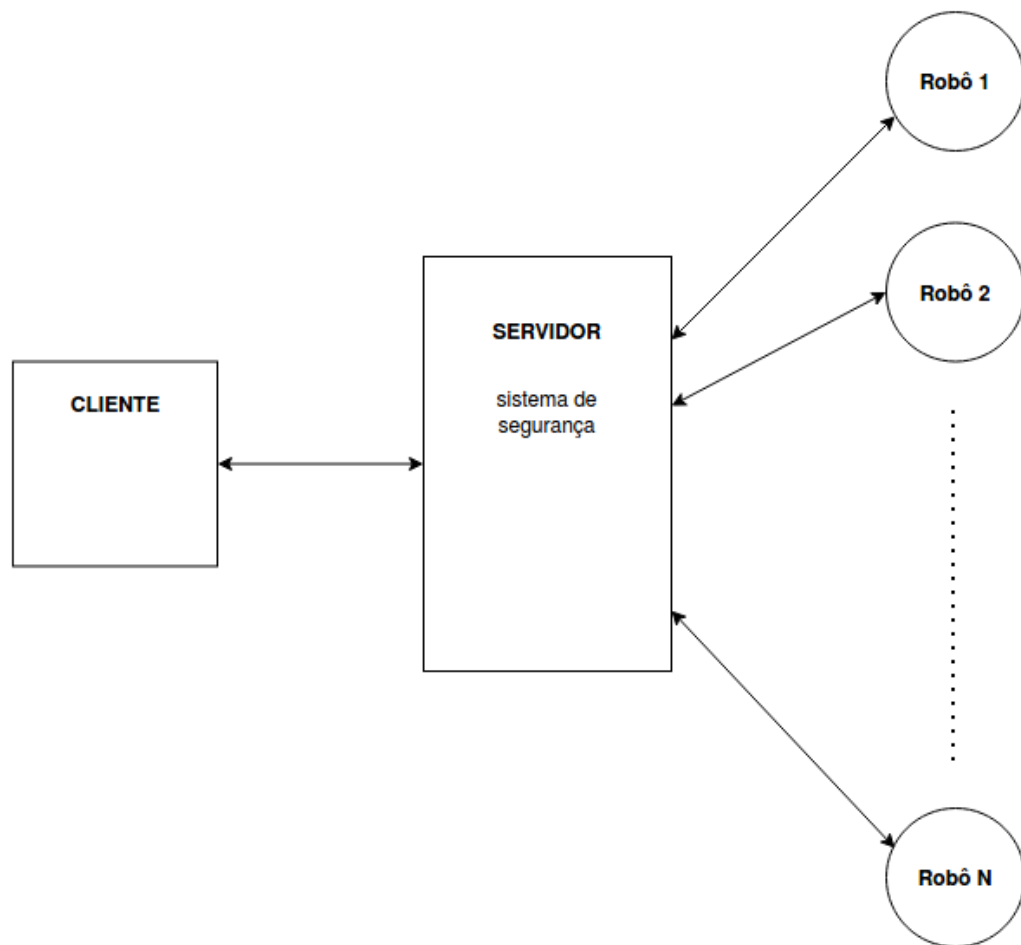 Robô 1
Robô 2
SERVIDOR
sistema de
segurança
CLIENTE
Robô N